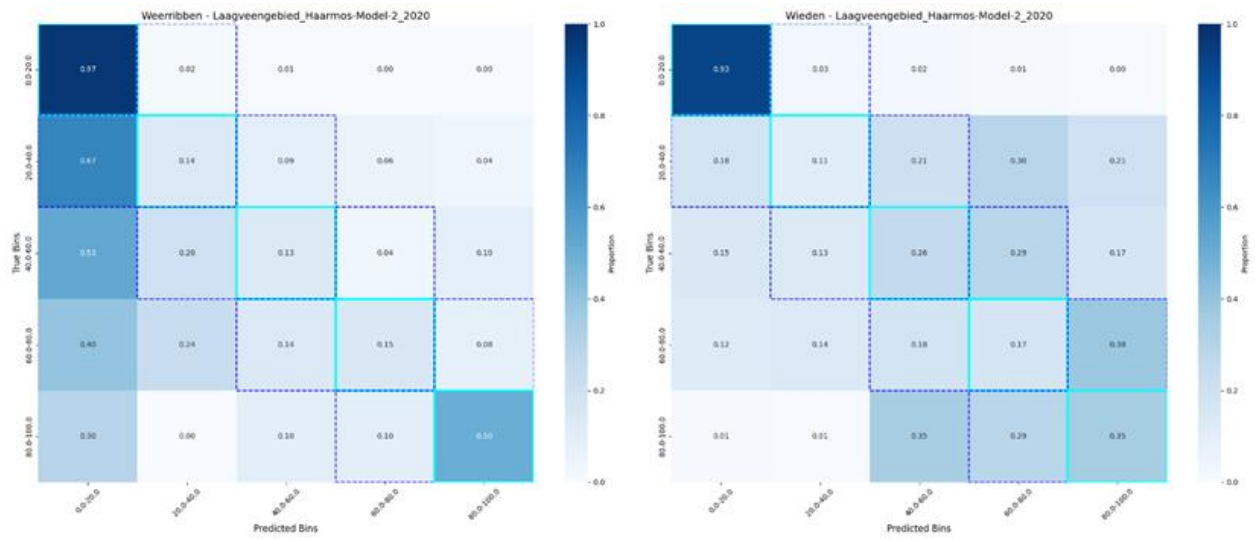 Weerribben - Laagveengebied_Haarmos-Model-2_2020
0.0-20.0 0.97 0.02 0.01 0.00 0.00
20.0-40.0 0.67 0.14 0.09 0.06 0.04
40.0-60.0 0.53 0.20 0.13 0.04 0.10
60.0-80.0 0.40 0.24 0.14 0.15 0.08
80.0-100.0 0.30 0.00 0.10 0.10 0.50
True Bins
0.0-20.0 20.0-40.0 40.0-60.0 60.0-80.0 80.0-100.0
Predicted Bins
1.0
0.8
0.6
0.4
0.2
0.0
Proportion
Wieden - Laagveengebied_Haarmos-Model-2_2020
0.0-20.0 0.93 0.03 0.02 0.01 0.00
20.0-40.0 0.18 0.11 0.21 0.30 0.21
40.0-60.0 0.15 0.13 0.26 0.29 0.17
60.0-80.0 0.12 0.14 0.18 0.17 0.38
80.0-100.0 0.01 0.01 0.35 0.29 0.35
True Bins
0.0-20.0 20.0-40.0 40.0-60.0 60.0-80.0 80.0-100.0
Predicted Bins
1.0
0.8
0.6
0.4
0.2
0.0
Proportion